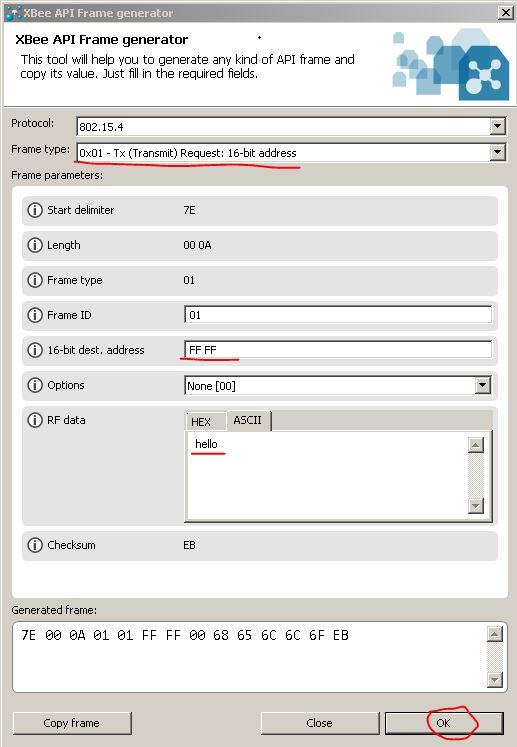 XBee API Frame generator
XBee API Frame generator
This tool will help you to generate any kind of API frame and
copy its value. Just fill in the required fields.
Protocol: 802.15.4
Frame type: 0x01 - Tx (Transmit) Request: 16-bit address
Frame parameters:
Start delimiter 7E
Length 00 0A
Frame type 01
Frame ID 01
16-bit dest. address FF FF
Options None [00]
RF data HEX ASCII
hello
Checksum EB
Generated frame:
7E 00 0A 01 01 FF FF 00 68 65 6C 6C 6F EB
Copy frame Close OK